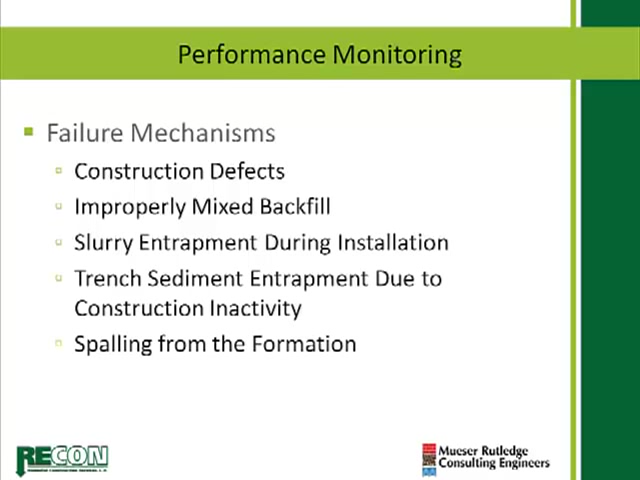 Performance Monitoring
Failure Mechanisms
Construction Defects
Improperly Mixed Backfill
Slurry Entrapment During Installation
Trench Sediment Entrapment Due to
Construction Inactivity
Spalling from the Formation
RECON
Mueser Rutledge
Consulting Engineers